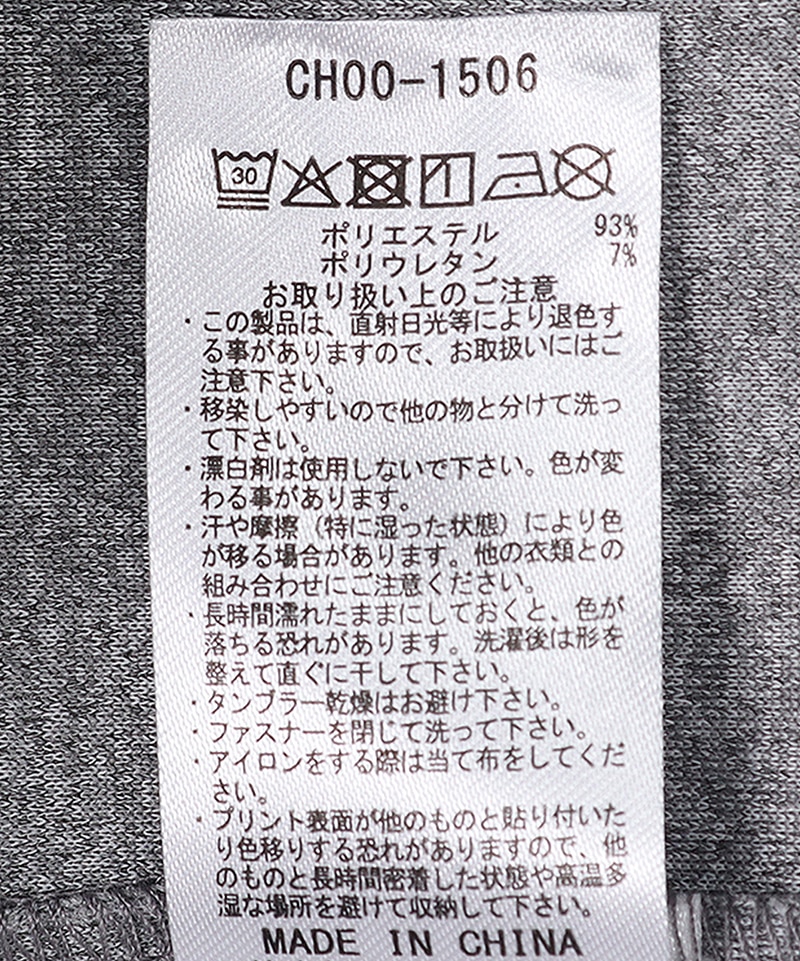 CH00-1506
30
ポリエステル 93%
ポリウレタン 7%
お取り扱い上のご注意
・この製品は、直射日光等により退色す
る事がありますので、お取扱いにはご
注意下さい。
・移染しやすいので他の物と分けて洗っ
て下さい。
・漂白剤は使用しないで下さい。色が変
わる事があります。
・汗や摩擦（特に湿った状態）により色
が移る場合があります。他の衣類との
組み合わせにご注意ください。
・長時間濡れたままにしておくと、色が
落ちる恐れがあります。洗濯後は形を
整えて直ぐに干して下さい。
・タンブラー乾燥はお避け下さい。
・ファスナーを閉じて洗って下さい。
・アイロンをする際は当て布をしてくだ
さい。
・プリント表面が他のものと貼り付いた
り色移りする恐れがありますので、他
のものと長時間密着した状態や高温多
湿な場所を避けて収納して下さい。
MADE IN CHINA